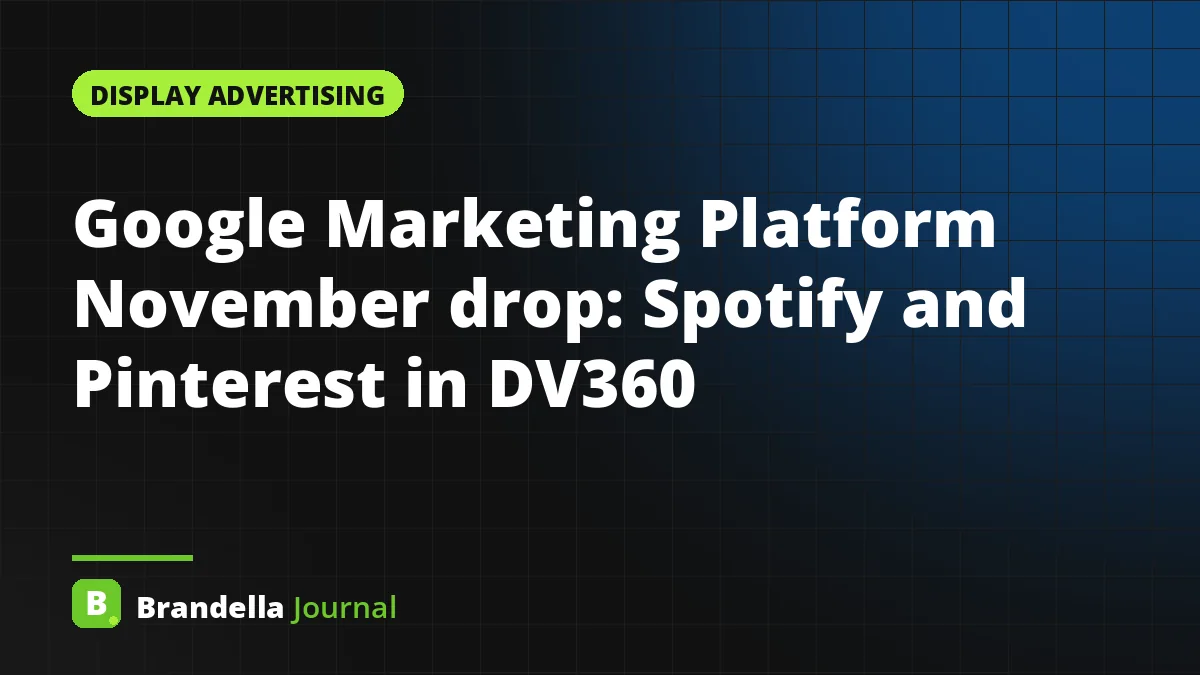 DISPLAY ADVERTISING
Google Marketing Platform
November drop: Spotify and
Pinterest in DV360
B
Brandella Journal